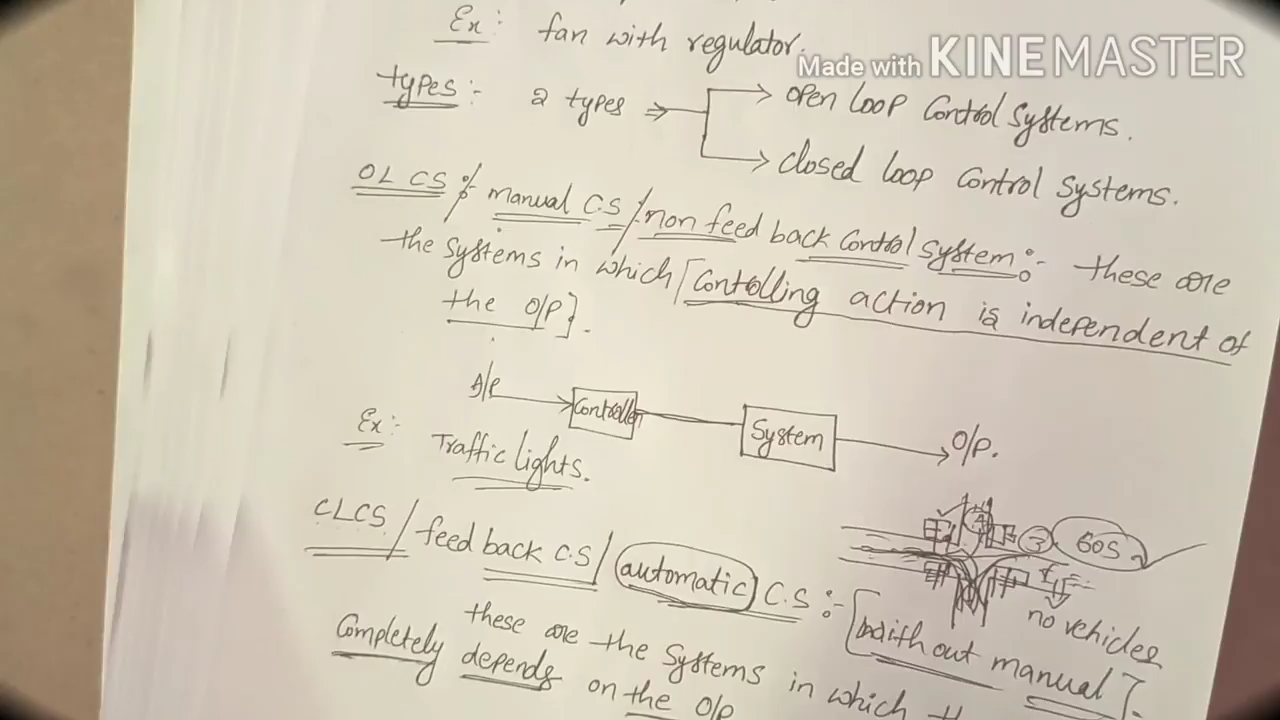 Ex: fan with regulator.
Made with KINEMASTER
types:- 2 types ⇒ open loop Control Systems.
closed loop Control Systems.
OLCS % manual C.S/non feed back Control System:- these are
the systems in which [Controlling action is independent of
the O/P].
I/P Controller System O/P.
Ex:- Traffic lights.
4 3 60S
no vehicles
CLCS/feed back C.S/ automatic C.S:- [without manual].
these are the systems in which
Completely depends on the O/P